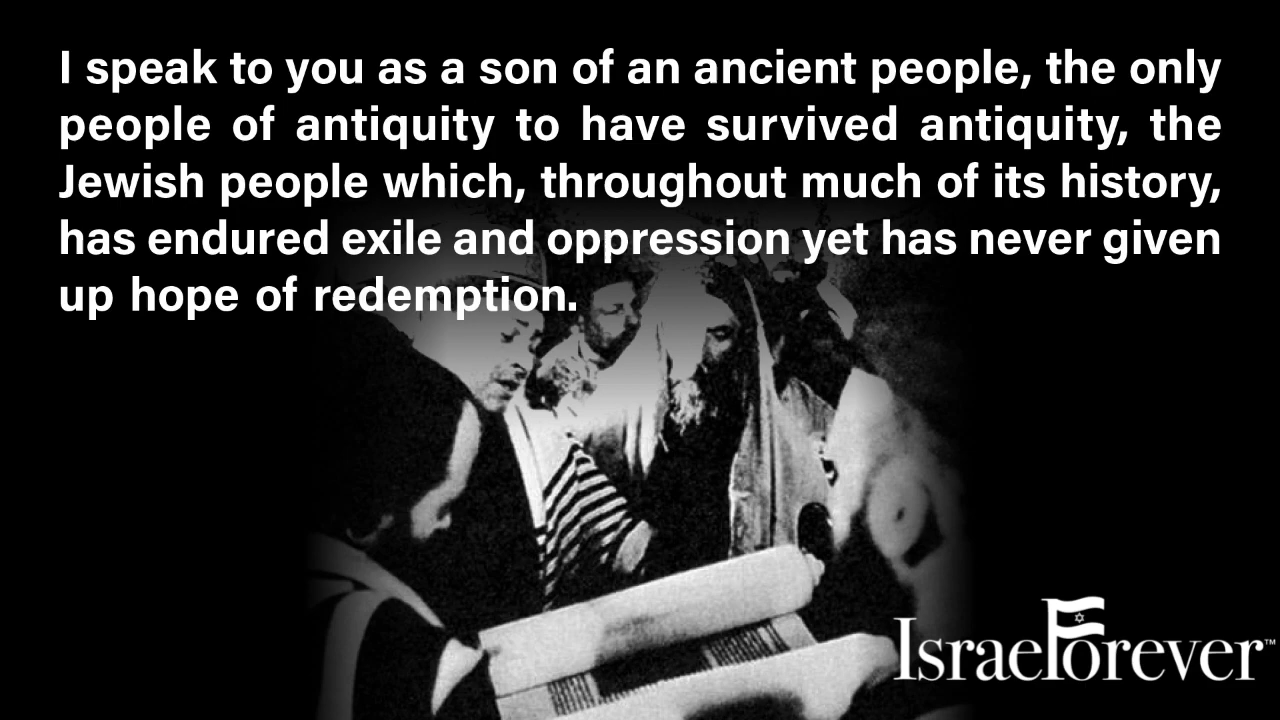 I speak to you as a son of an ancient people, the only
people of antiquity to have survived antiquity, the
Jewish people which, throughout much of its history,
has endured exile and oppression yet has never given
up hope of redemption.
IsraelForever™